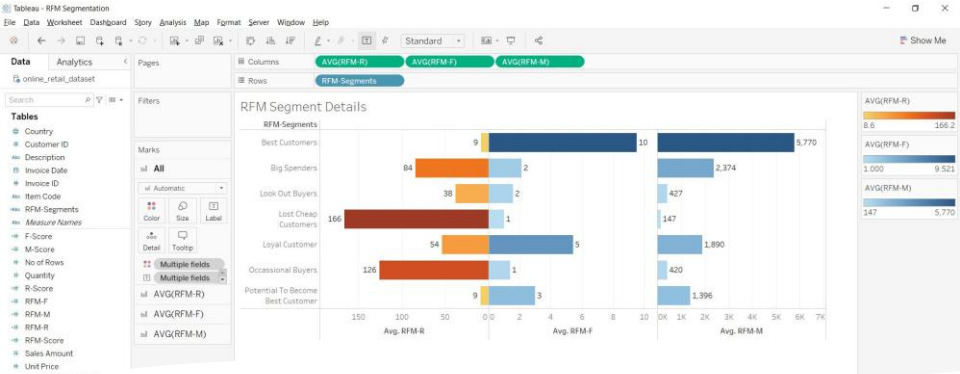 Tableau - RFM Segmentation
File Data Worksheet Dashboard Story Analysis Map Format Server Window Help
Standard
Show Me
Data Analytics
online_retail_dataset
Search
Tables
Country
Customer ID
Abc Description
Invoice Date
Invoice ID
Abc Item Code
Abc RFM-Segments
Abc Measure Names
F-Score
M-Score
No of Rows
Quantity
R-Score
RFM-F
RFM-M
RFM-R
RFM-Score
Sales Amount
Unit Price
Pages
Filters
Marks
All
Automatic
Color Size Label
Detail Tooltip
Multiple fields
Multiple fields
AVG(RFM-R)
AVG(RFM-F)
AVG(RFM-M)
Columns AVG(RFM-R) AVG(RFM-F) AVG(RFM-M)
Rows RFM-Segments
RFM Segment Details
RFM-Segments
Best Customers 9 10 5,770
Big Spenders 84 2 2,374
Look Out Buyers 38 2 427
Lost Cheap
Customers 166 1 147
Loyal Customer 54 5 1,890
Occassional Buyers 126 1 420
Potential To Become
Best Customer 9 3 1,396
150 100 50 0 0 2 4 6 8 10 0K 1K 2K 3K 4K 5K 6K 7K
Avg. RFM-R Avg. RFM-F Avg. RFM-M
AVG(RFM-R)
8.6 166.2
AVG(RFM-F)
1.000 9.521
AVG(RFM-M)
147 5,770